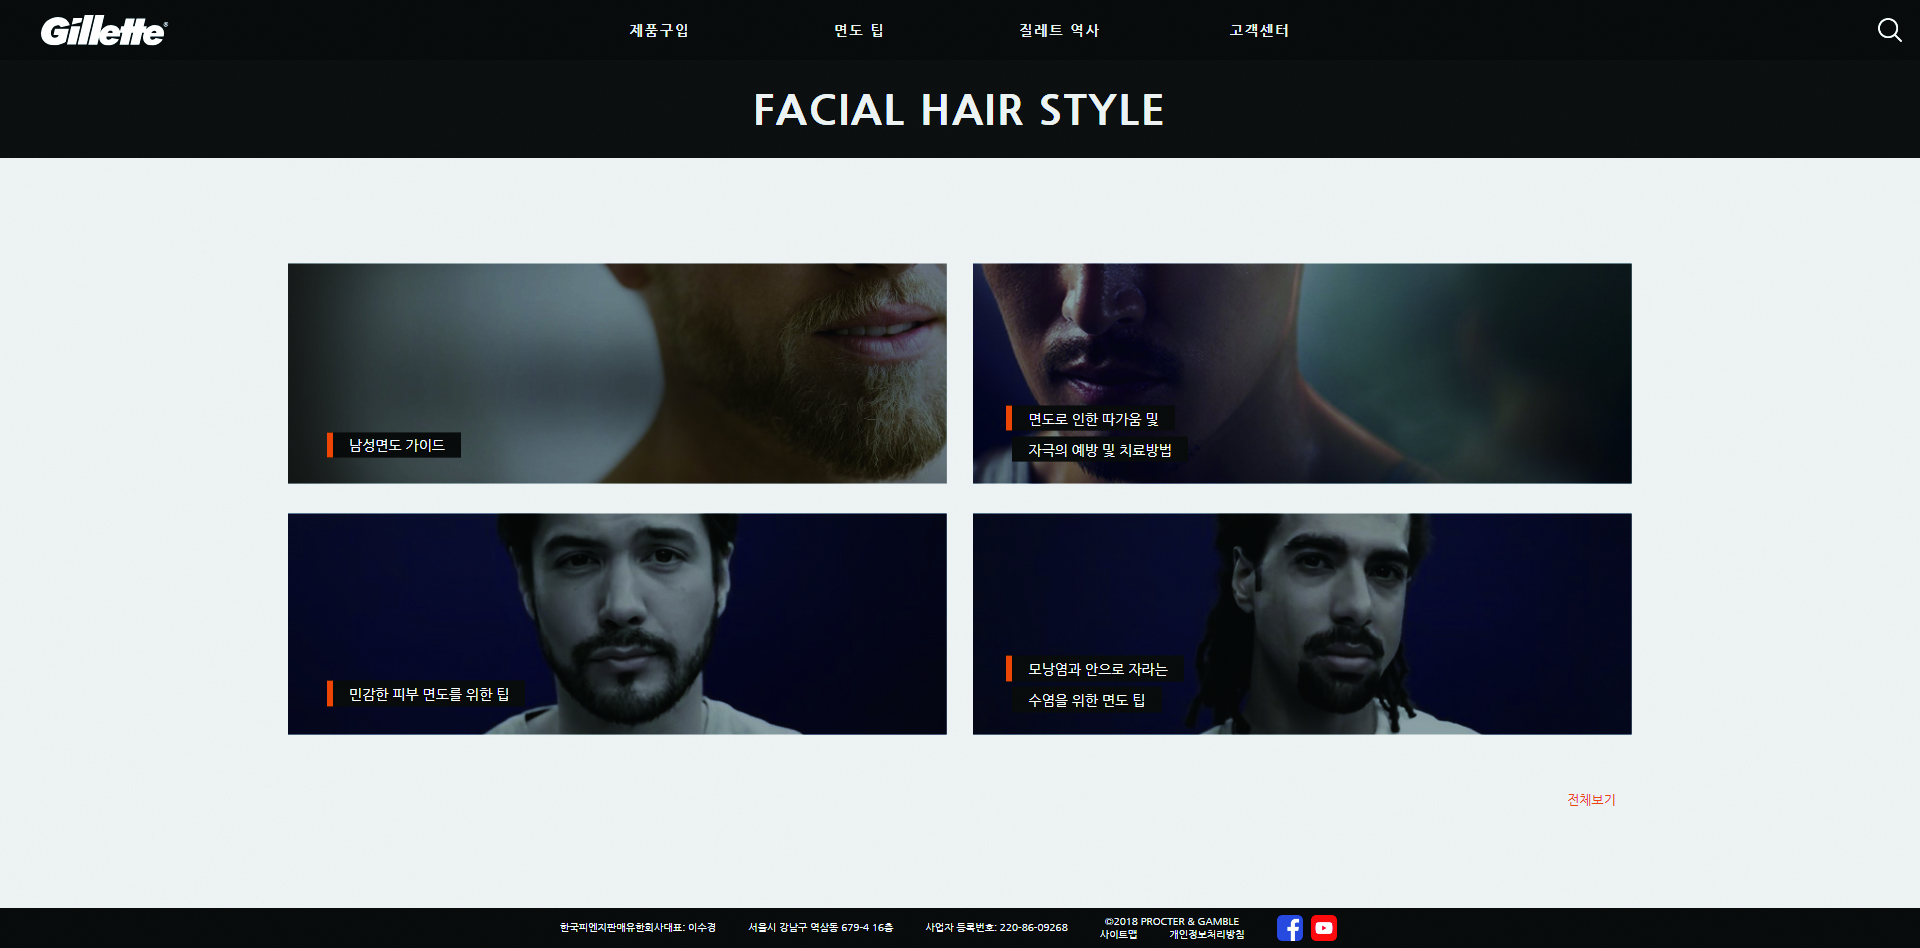 Gillette®
제품구입
면도 팁
질레트 역사
고객센터
FACIAL HAIR STYLE
남성면도 가이드
면도로 인한 따가움 및
자극의 예방 및 치료방법
민감한 피부 면도를 위한 팁
모낭염과 안으로 자라는
수염을 위한 면도 팁
전체보기
한국피엔지판매유한회사대표: 이수경
서울시 강남구 역삼동 679-4 16층
사업자 등록번호: 220-86-09268
©2018 PROCTER & GAMBLE
사이트맵
개인정보처리방침